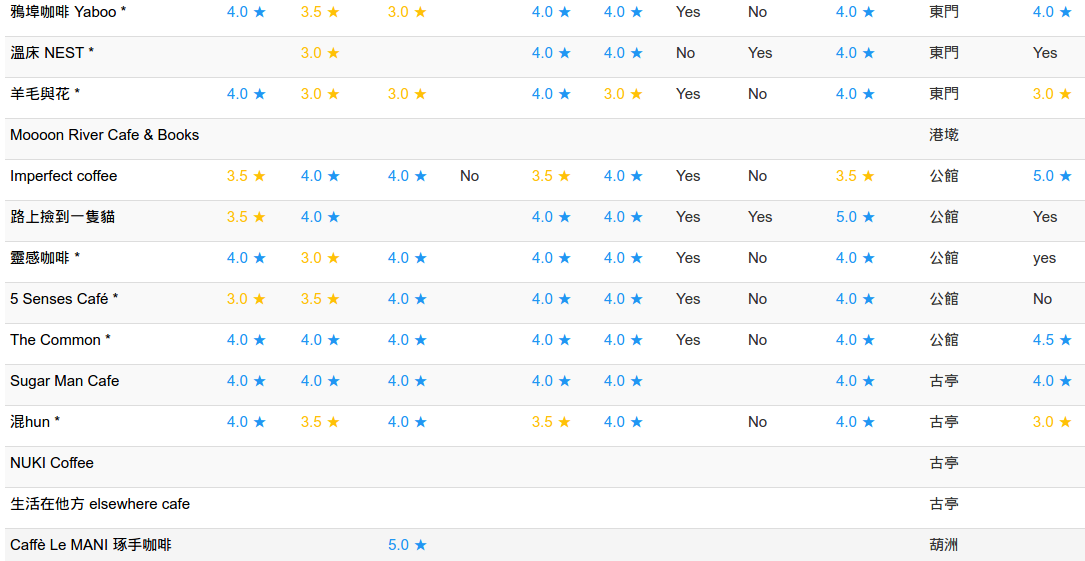 鴉埠咖啡 Yaboo * 4.0 ★ 3.5 ★ 3.0 ★ 4.0 ★ 4.0 ★ Yes No 4.0 ★ 東門 4.0 ★
溫床 NEST * 3.0 ★ 4.0 ★ 4.0 ★ No Yes 4.0 ★ 東門 Yes
羊毛與花 * 4.0 ★ 3.0 ★ 3.0 ★ 4.0 ★ 3.0 ★ Yes No 4.0 ★ 東門 3.0 ★
Moooon River Cafe & Books 港墘
Imperfect coffee 3.5 ★ 4.0 ★ 4.0 ★ No 3.5 ★ 4.0 ★ Yes No 3.5 ★ 公館 5.0 ★
路上撿到一隻貓 3.5 ★ 4.0 ★ 4.0 ★ 4.0 ★ Yes Yes 5.0 ★ 公館 Yes
靈感咖啡 * 4.0 ★ 3.0 ★ 4.0 ★ 4.0 ★ 4.0 ★ Yes No 4.0 ★ 公館 yes
5 Senses Café * 3.0 ★ 3.5 ★ 4.0 ★ 4.0 ★ 4.0 ★ Yes No 4.0 ★ 公館 No
The Common * 4.0 ★ 4.0 ★ 4.0 ★ 4.0 ★ 4.0 ★ Yes No 4.0 ★ 公館 4.5 ★
Sugar Man Cafe 4.0 ★ 4.0 ★ 4.0 ★ 4.0 ★ 4.0 ★ 4.0 ★ 古亭 4.0 ★
混hun * 4.0 ★ 3.5 ★ 4.0 ★ 3.5 ★ 4.0 ★ No 4.0 ★ 古亭 3.0 ★
NUKI Coffee 古亭
生活在他方 elsewhere cafe 古亭
Caffè Le MANI 琢手咖啡 5.0 ★ 葫洲